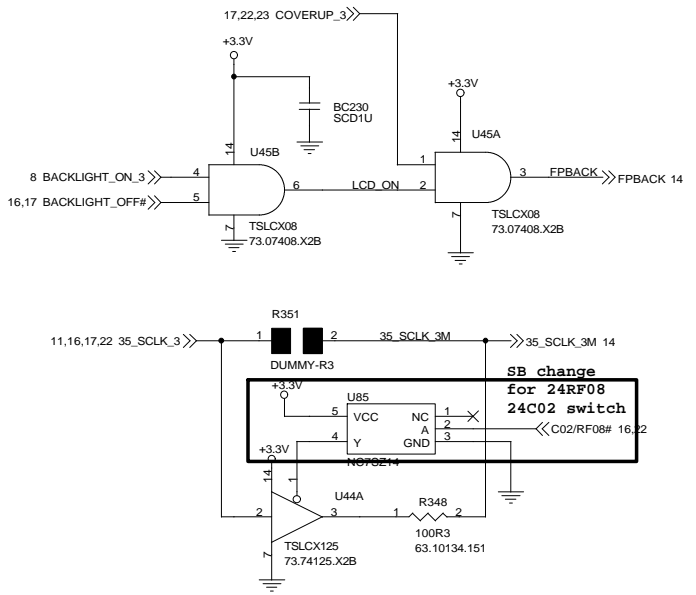 17,22,23 COVERUP_3
+3.3V
+3.3V
BC230
SCD1U
14
U45B
14
U45A
8 BACKLIGHT_ON_3
4
1
6
LCD_ON
2
3
FPBACK
FPBACK 14
16,17 BACKLIGHT_OFF#
5
7
TSLCX08
73.07408.X2B
7
TSLCX08
73.07408.X2B
R351
11,16,17,22 35_SCLK_3
1
2
35_SCLK_3M
35_SCLK_3M 14
DUMMY-R3
SB change
for 24RF08
24C02 switch
+3.3V
U85
5
VCC
NC
1
A
2
C02/RF08# 16,22
4
Y
GND
3
NC7SZ14
+3.3V
14
1
U44A
2
3
R348
1
2
100R3
63.10134.151
TSLCX125
73.74125.X2B
7